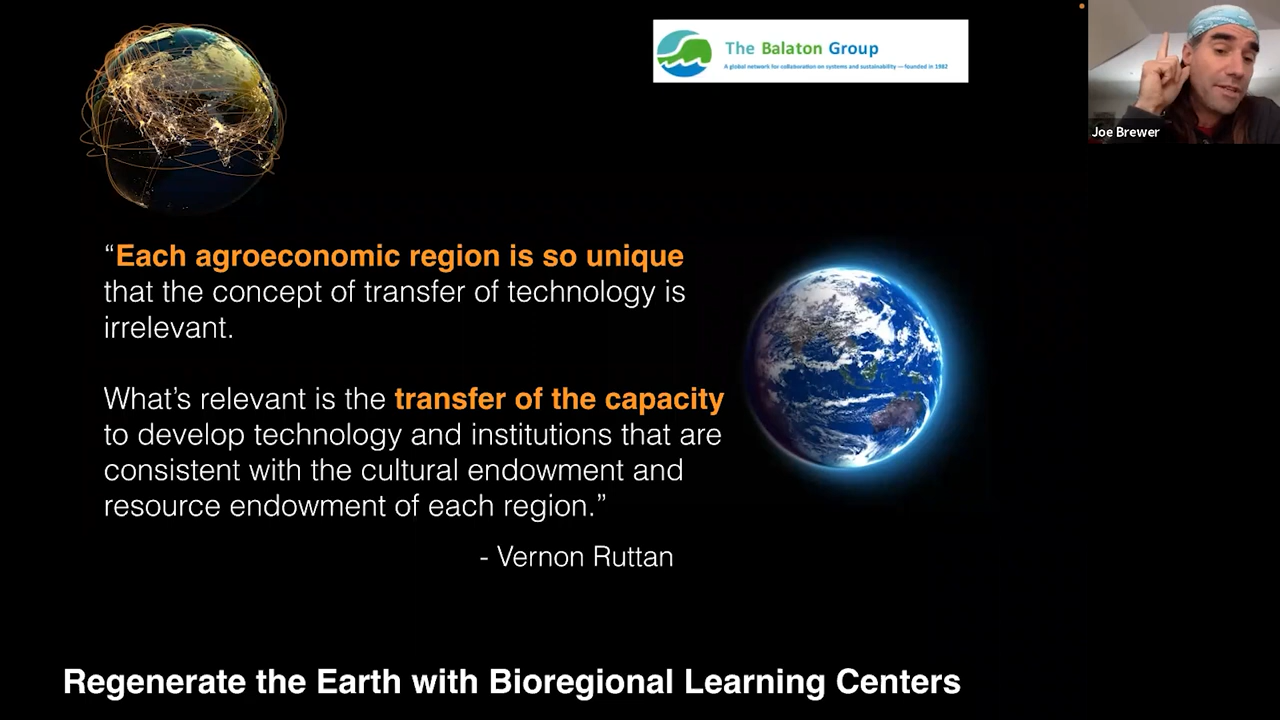 The Balaton Group
A global network for collaboration on systems and sustainability —founded in 1982
Joe Brewer
“Each agroeconomic region is so unique
that the concept of transfer of technology is
irrelevant.
What’s relevant is the transfer of the capacity
to develop technology and institutions that are
consistent with the cultural endowment and
resource endowment of each region.”
- Vernon Ruttan
Regenerate the Earth with Bioregional Learning Centers